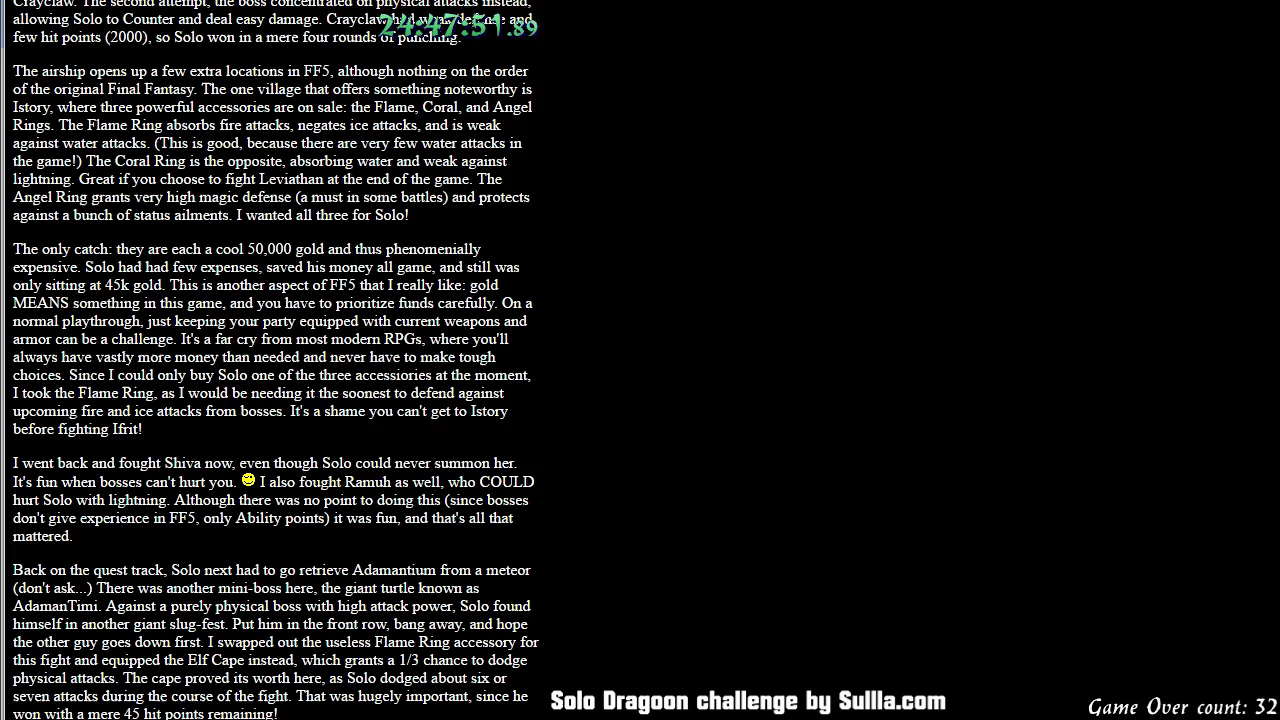 Crayclaw. The second attempt, the boss concentrated on physical attacks instead,
allowing Solo to Counter and deal easy damage. Crayclaw had weak defense and
few hit points (2000), so Solo won in a mere four rounds of punching.
24:47:51.89
The airship opens up a few extra locations in FF5, although nothing on the order
of the original Final Fantasy. The one village that offers something noteworthy is
Istory, where three powerful accessories are on sale: the Flame, Coral, and Angel
Rings. The Flame Ring absorbs fire attacks, negates ice attacks, and is weak
against water attacks. (This is good, because there are very few water attacks in
the game!) The Coral Ring is the opposite, absorbing water and weak against
lightning. Great if you choose to fight Leviathan at the end of the game. The
Angel Ring grants very high magic defense (a must in some battles) and protects
against a bunch of status ailments. I wanted all three for Solo!
The only catch: they are each a cool 50,000 gold and thus phenomenially
expensive. Solo had had few expenses, saved his money all game, and still was
only sitting at 45k gold. This is another aspect of FF5 that I really like: gold
MEANS something in this game, and you have to prioritize funds carefully. On a
normal playthrough, just keeping your party equipped with current weapons and
armor can be a challenge. It's a far cry from most modern RPGs, where you'll
always have vastly more money than needed and never have to make tough
choices. Since I could only buy Solo one of the three accessiories at the moment,
I took the Flame Ring, as I would be needing it the soonest to defend against
upcoming fire and ice attacks from bosses. It's a shame you can't get to Istory
before fighting Ifrit!
I went back and fought Shiva now, even though Solo could never summon her.
It's fun when bosses can't hurt you. I also fought Ramuh as well, who COULD
hurt Solo with lightning. Although there was no point to doing this (since bosses
don't give experience in FF5, only Ability points) it was fun, and that's all that
mattered.
Back on the quest track, Solo next had to go retrieve Adamantium from a meteor
(don't ask...) There was another mini-boss here, the giant turtle known as
AdamanTimi. Against a purely physical boss with high attack power, Solo found
himself in another giant slug-fest. Put him in the front row, bang away, and hope
the other guy goes down first. I swapped out the useless Flame Ring accessory for
this fight and equipped the Elf Cape instead, which grants a 1/3 chance to dodge
physical attacks. The cape proved its worth here, as Solo dodged about six or
seven attacks during the course of the fight. That was hugely important, since he
won with a mere 45 hit points remaining!
Solo Dragoon challenge by Sullla.com
Game Over count: 32